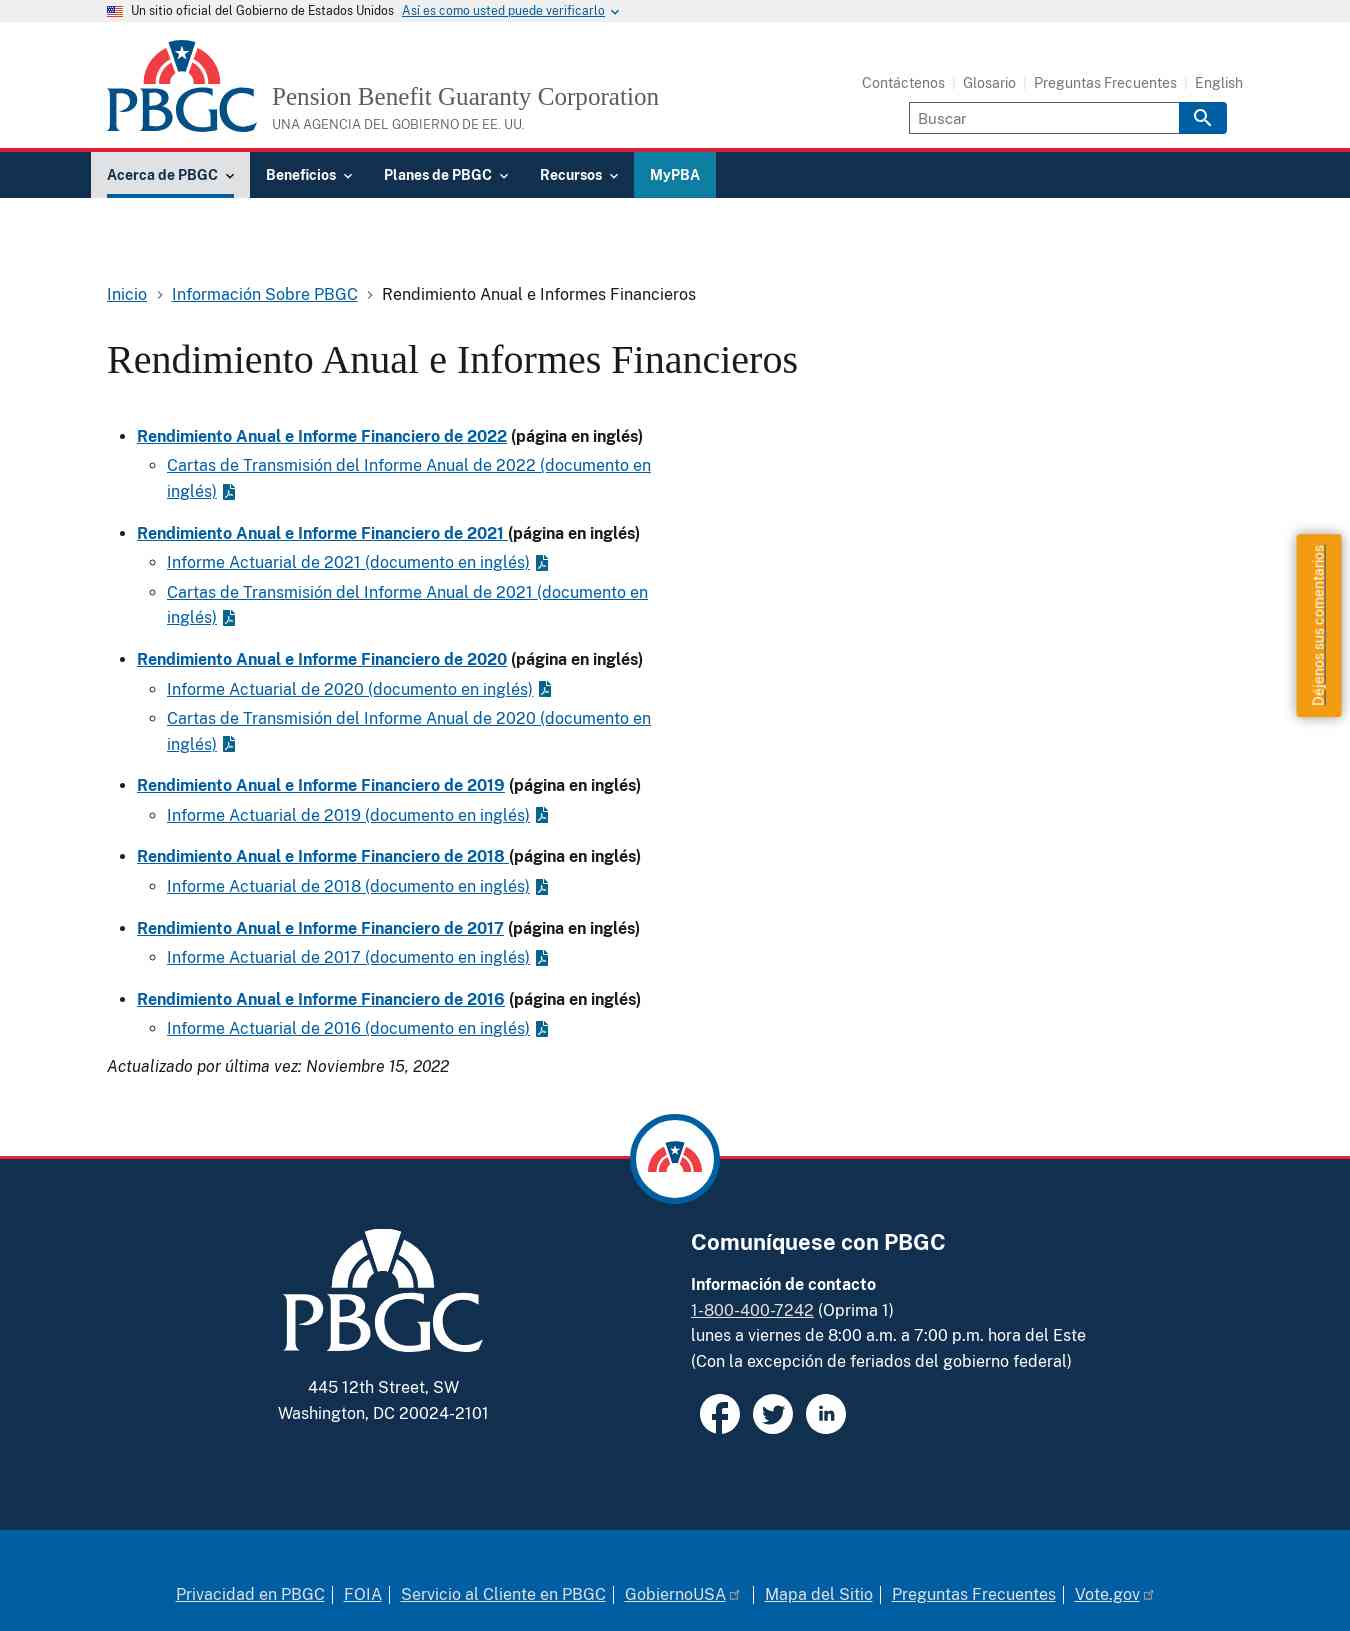 Un sitio oficial del Gobierno de Estados Unidos Así es como usted puede verificarlo
PBGC
Pension Benefit Guaranty Corporation
UNA AGENCIA DEL GOBIERNO DE EE. UU.
Contáctenos | Glosario | Preguntas Frecuentes | English
Buscar
Acerca de PBGC Beneficios Planes de PBGC Recursos MyPBA
Inicio > Información Sobre PBGC > Rendimiento Anual e Informes Financieros
Rendimiento Anual e Informes Financieros
• Rendimiento Anual e Informe Financiero de 2022 (página en inglés)
◦ Cartas de Transmisión del Informe Anual de 2022 (documento en
inglés)
• Rendimiento Anual e Informe Financiero de 2021 (página en inglés)
◦ Informe Actuarial de 2021 (documento en inglés)
◦ Cartas de Transmisión del Informe Anual de 2021 (documento en
inglés)
• Rendimiento Anual e Informe Financiero de 2020 (página en inglés)
◦ Informe Actuarial de 2020 (documento en inglés)
◦ Cartas de Transmisión del Informe Anual de 2020 (documento en
inglés)
• Rendimiento Anual e Informe Financiero de 2019 (página en inglés)
◦ Informe Actuarial de 2019 (documento en inglés)
• Rendimiento Anual e Informe Financiero de 2018 (página en inglés)
◦ Informe Actuarial de 2018 (documento en inglés)
• Rendimiento Anual e Informe Financiero de 2017 (página en inglés)
◦ Informe Actuarial de 2017 (documento en inglés)
• Rendimiento Anual e Informe Financiero de 2016 (página en inglés)
◦ Informe Actuarial de 2016 (documento en inglés)
Actualizado por última vez: Noviembre 15, 2022
Déjenos sus comentarios
PBGC
445 12th Street, SW
Washington, DC 20024-2101
Comuníquese con PBGC
Información de contacto
1-800-400-7242 (Oprima 1)
lunes a viernes de 8:00 a.m. a 7:00 p.m. hora del Este
(Con la excepción de feriados del gobierno federal)
in
Privacidad en PBGC | FOIA | Servicio al Cliente en PBGC | GobiernoUSA | Mapa del Sitio | Preguntas Frecuentes | Vote.gov